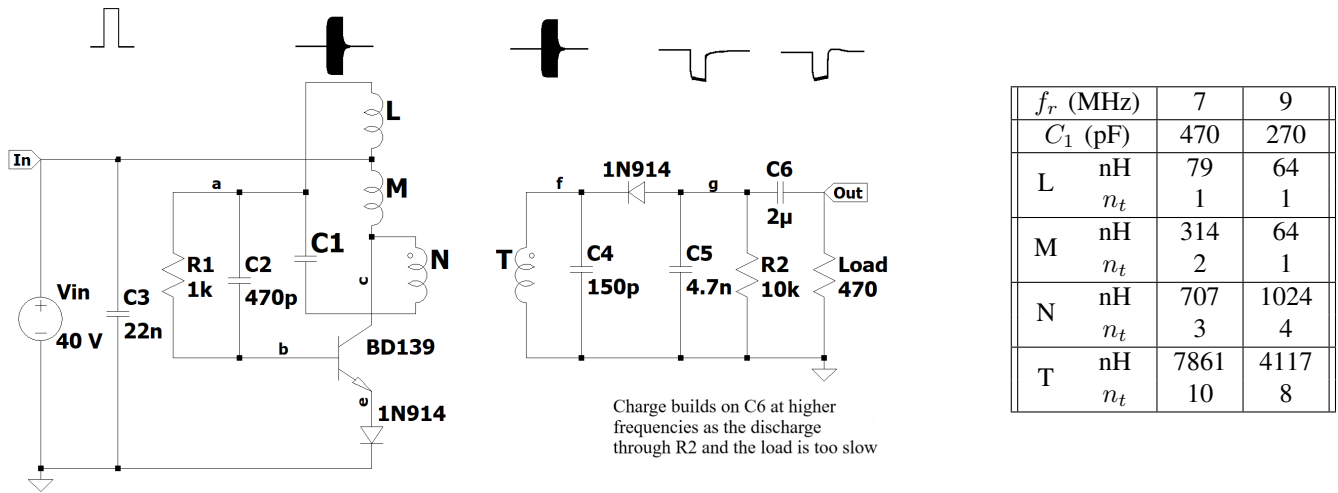 In
Vin
40 V
C3
22n
a
R1
1k
C2
470p
b
C1
L
M
N
c
BD139
e
1N914
T
f
C4
150p
1N914
g
C5
4.7n
R2
10k
C6
2µ
Out
Load
470
Charge builds on C6 at higher
frequencies as the discharge
through R2 and the load is too slow
f_r (MHz) 7 9
C_1 (pF) 470 270
L nH 79 64
n_t 1 1
M nH 314 64
n_t 2 1
N nH 707 1024
n_t 3 4
T nH 7861 4117
n_t 10 8